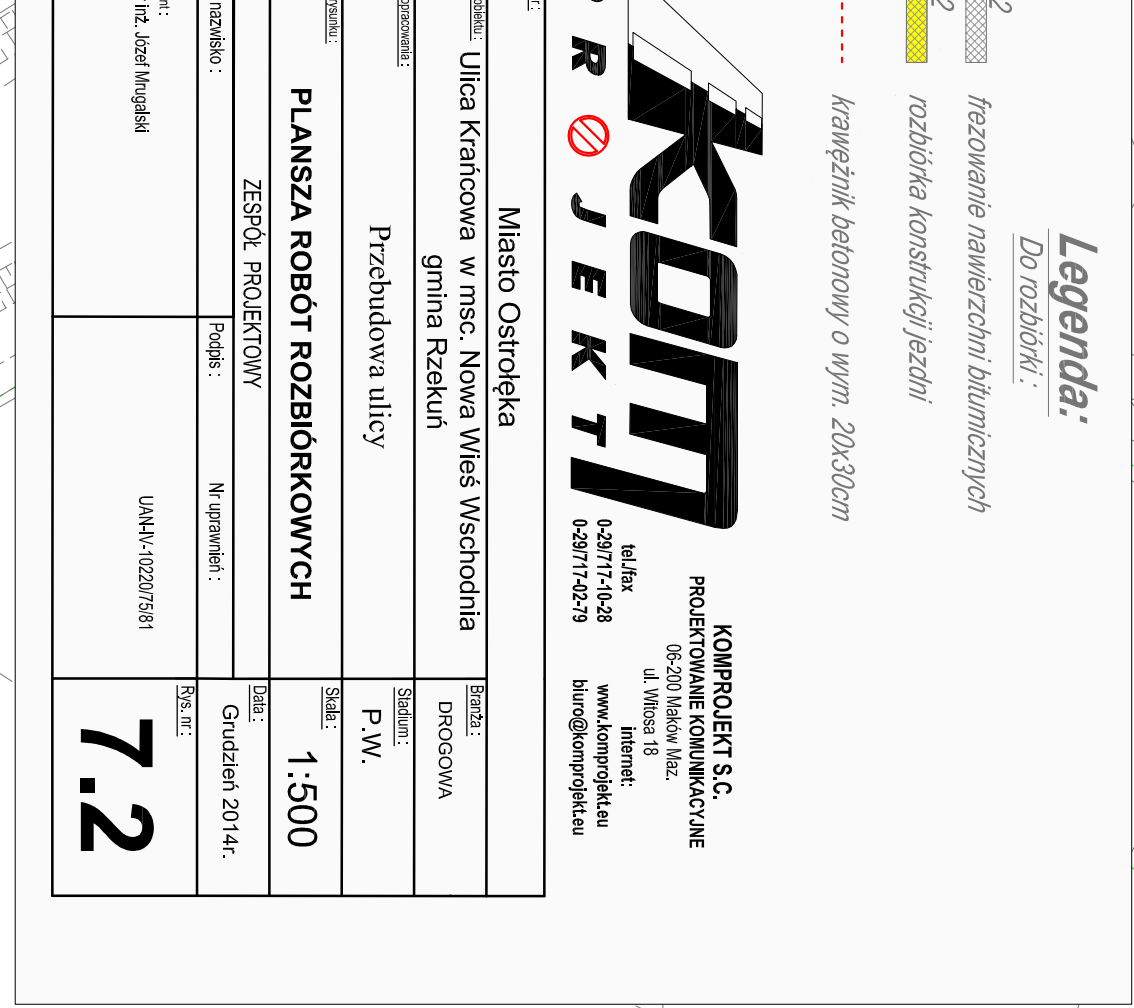 Legenda:
Do rozbiórki :
frezowanie nawierzchni bitumicznych
rozbiórka konstrukcji jezdni
krawężnik betonowy o wym. 20x30cm
KOM
P R O J E K T
KOMPROJEKT S.C.
PROJEKTOWANIE KOMUNIKACYJNE
06-200 Maków Maz.
ul. Witosa 18
tel./fax
0-29/717-10-28
0-29/717-02-79
internet:
www.komprojekt.eu
biuro@komprojekt.eu
Miasto Ostrołęka
Ulica Krańcowa w msc. Nowa Wieś Wschodnia
gmina Rzekuń
Branża :
DROGOWA
opracowania :
Przebudowa ulicy
Stadium :
P.W.
PLANSZA ROBÓT ROZBIÓRKOWYCH
Skala :
1:500
ZESPÓŁ PROJEKTOWY
Data :
Grudzień 2014r.
nazwisko :
Podpis :
Nr uprawnień :
inż. Józef Mrugalski
UAN-IV-10220/75/81
Rys. nr :
7.2